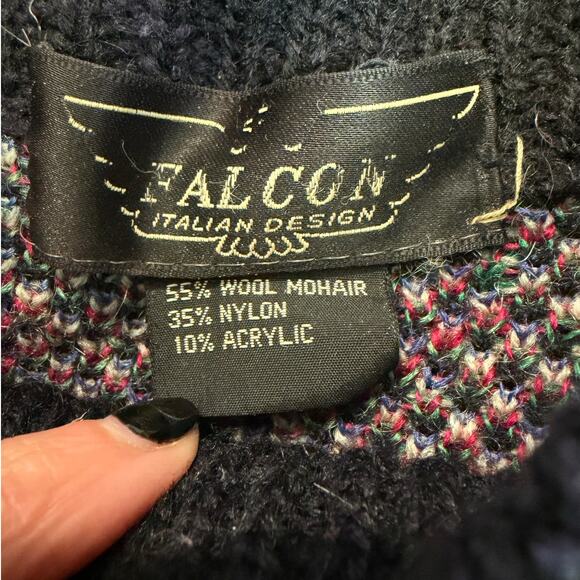 FALCON
ITALIAN DESIGN
55% WOOL MOHAIR
35% NYLON
10% ACRYLIC